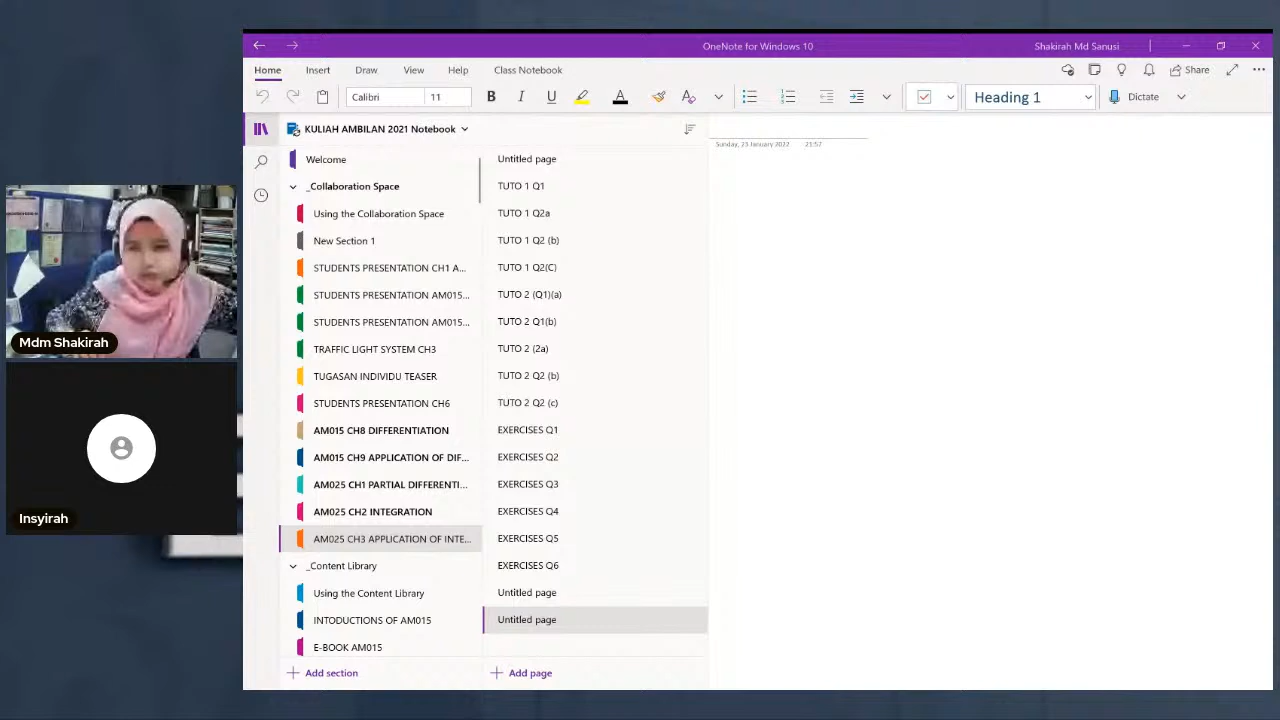 OneNote for Windows 10
Shakirah Md Sanusi
Home Insert Draw View Help Class Notebook
Share
Calibri 11 B I U A Heading 1 Dictate
KULIAH AMBILAN 2021 Notebook
Welcome
_Collaboration Space
Using the Collaboration Space
New Section 1
STUDENTS PRESENTATION CH1 A...
STUDENTS PRESENTATION AM015...
STUDENTS PRESENTATION AM015...
TRAFFIC LIGHT SYSTEM CH3
TUGASAN INDIVIDU TEASER
STUDENTS PRESENTATION CH6
AM015 CH8 DIFFERENTIATION
AM015 CH9 APPLICATION OF DIF...
AM025 CH1 PARTIAL DIFFERENTI...
AM025 CH2 INTEGRATION
AM025 CH3 APPLICATION OF INTE...
_Content Library
Using the Content Library
INTODUCTIONS OF AM015
E-BOOK AM015
Add section
Untitled page
TUTO 1 Q1
TUTO 1 Q2a
TUTO 1 Q2 (b)
TUTO 1 Q2(C)
TUTO 2 (Q1)(a)
TUTO 2 Q1(b)
TUTO 2 (2a)
TUTO 2 Q2 (b)
TUTO 2 Q2 (c)
EXERCISES Q1
EXERCISES Q2
EXERCISES Q3
EXERCISES Q4
EXERCISES Q5
EXERCISES Q6
Untitled page
Untitled page
Add page
Sunday, 23 January 2022 21:57
Mdm Shakirah
Insyirah